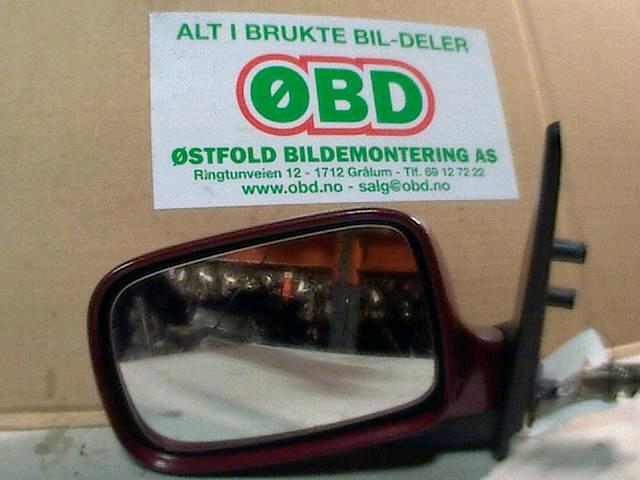 ALT I BRUKTE BIL-DELER
ØBD
ØSTFOLD BILDEMONTERING AS
Ringtunveien 12 - 1712 Grålum - Tlf. 69 12 72 22
www.obd.no - salg@obd.no